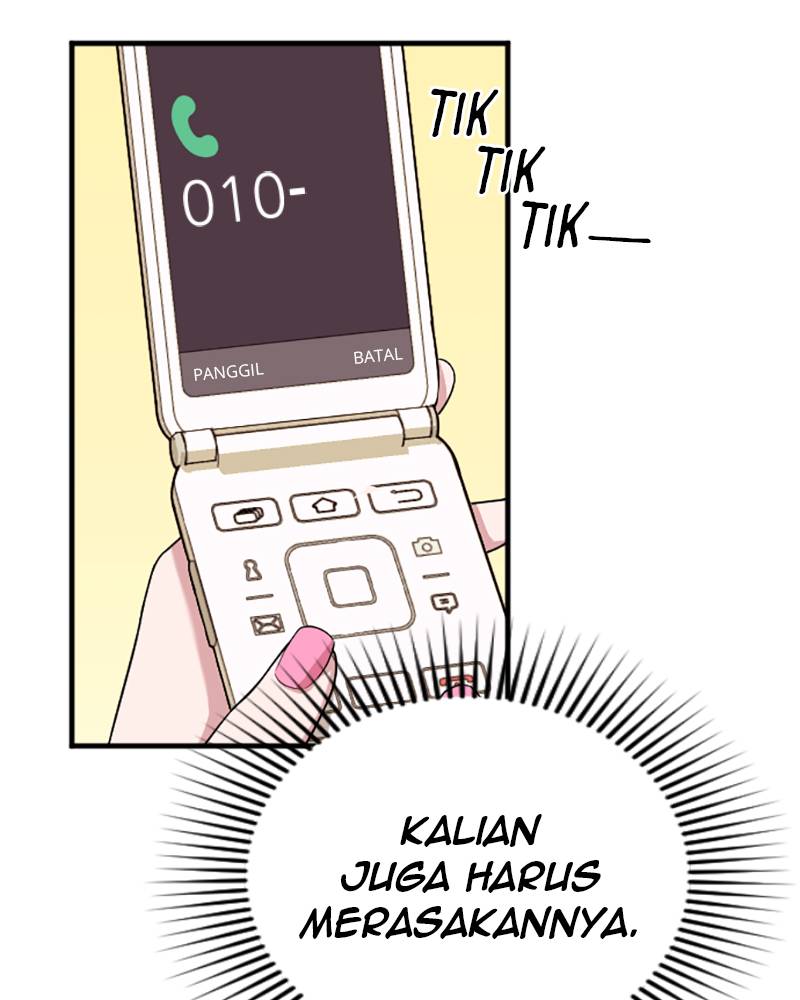 TIK
TIK
TIK
010-
PANGGIL
BATAL
KALIAN
JUGA HARUS
MERASAKANNYA.